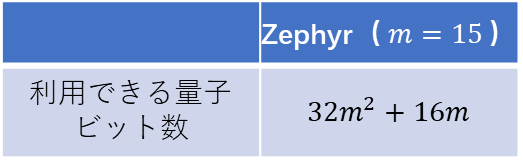 Zephyr（m = 15）
利用できる量子
ビット数
32m² + 16m